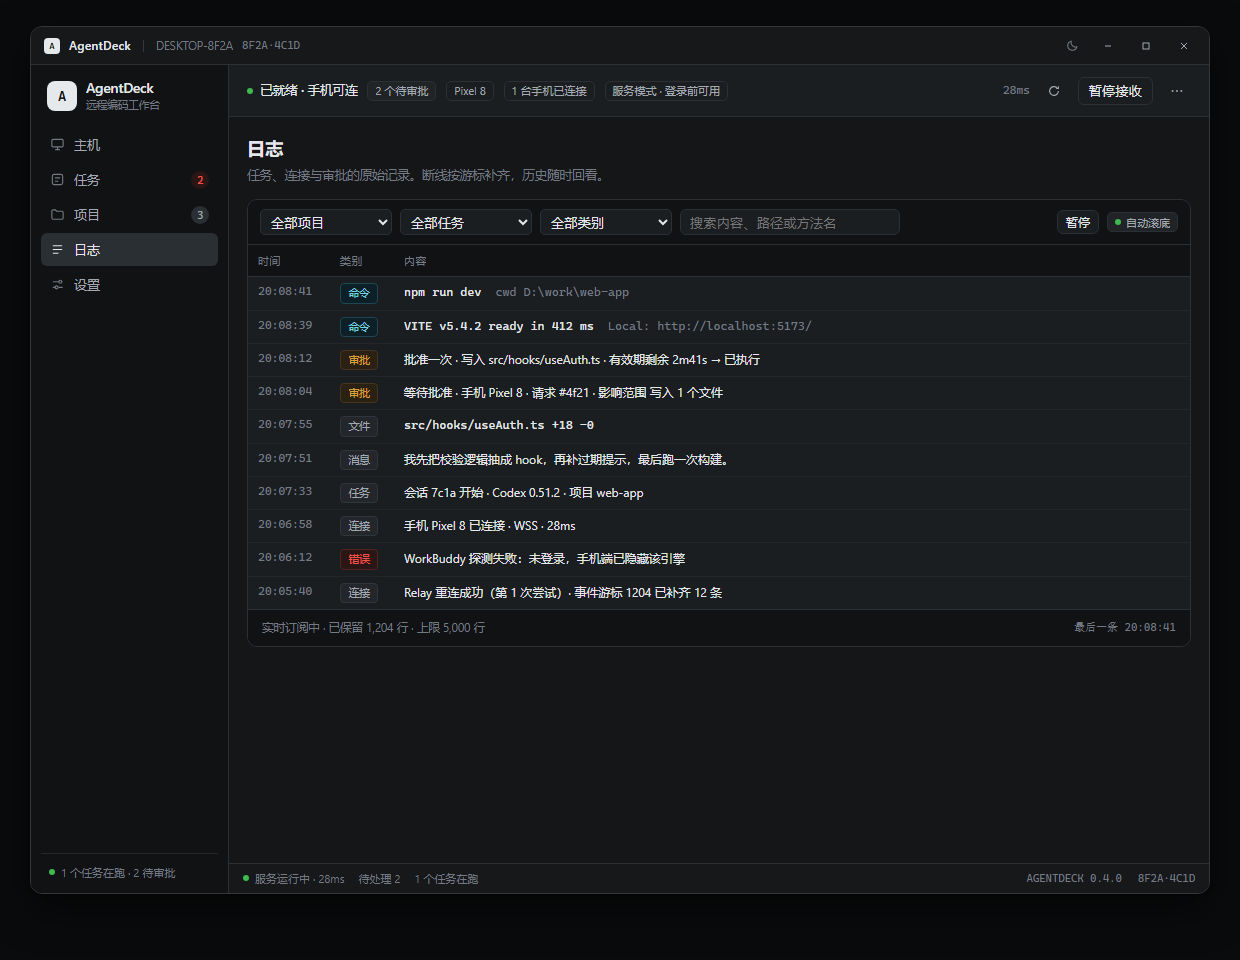 A AgentDeck DESKTOP-8F2A 8F2A·4C1D
A AgentDeck
远程编码工作台
主机
任务 2
项目 3
日志
设置
1 个任务在跑 · 2 待审批
已就绪 · 手机可连 2 个待审批 Pixel 8 1 台手机已连接 服务模式 · 登录前可用 28ms 暂停接收 ···
日志
任务、连接与审批的原始记录。断线按游标补齐，历史随时回看。
全部项目 全部任务 全部类别 搜索内容、路径或方法名 暂停 自动滚底
时间 类别 内容
20:08:41 命令 npm run dev cwd D:\work\web-app
20:08:39 命令 VITE v5.4.2 ready in 412 ms Local: http://localhost:5173/
20:08:12 审批 批准一次 · 写入 src/hooks/useAuth.ts · 有效期剩余 2m41s → 已执行
20:08:04 审批 等待批准 · 手机 Pixel 8 · 请求 #4f21 · 影响范围 写入 1 个文件
20:07:55 文件 src/hooks/useAuth.ts +18 −0
20:07:51 消息 我先把校验逻辑抽成 hook，再补过期提示，最后跑一次构建。
20:07:33 任务 会话 7c1a 开始 · Codex 0.51.2 · 项目 web-app
20:06:58 连接 手机 Pixel 8 已连接 · WSS · 28ms
20:06:12 错误 WorkBuddy 探测失败：未登录，手机端已隐藏该引擎
20:05:40 连接 Relay 重连成功（第 1 次尝试）· 事件游标 1204 已补齐 12 条
实时订阅中 · 已保留 1,204 行 · 上限 5,000 行 最后一条 20:08:41
服务运行中 · 28ms 待处理 2 1 个任务在跑 AGENTDECK 0.4.0 8F2A·4C1D